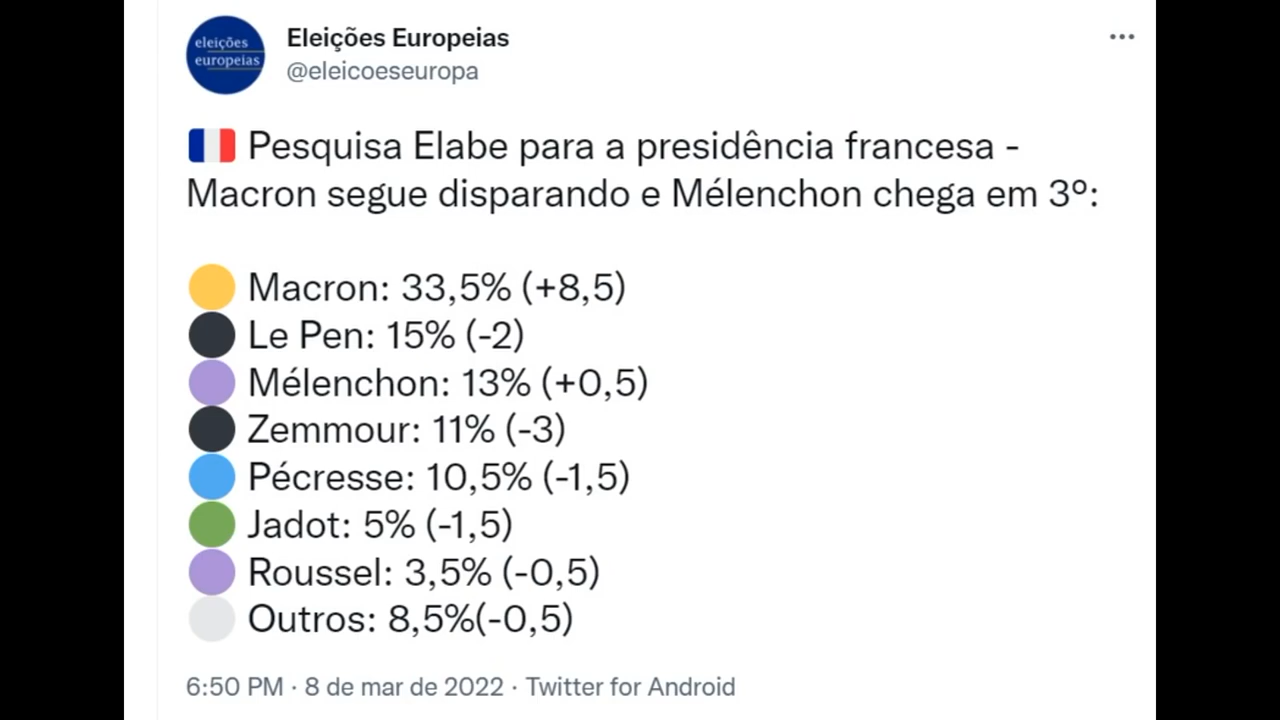 eleições
europeias
Eleições Europeias
@eleicoeseuropa
Pesquisa Elabe para a presidência francesa -
Macron segue disparando e Mélenchon chega em 3º:
Macron: 33,5% (+8,5)
Le Pen: 15% (-2)
Mélenchon: 13% (+0,5)
Zemmour: 11% (-3)
Pécresse: 10,5% (-1,5)
Jadot: 5% (-1,5)
Roussel: 3,5% (-0,5)
Outros: 8,5%(-0,5)
6:50 PM · 8 de mar de 2022 · Twitter for Android